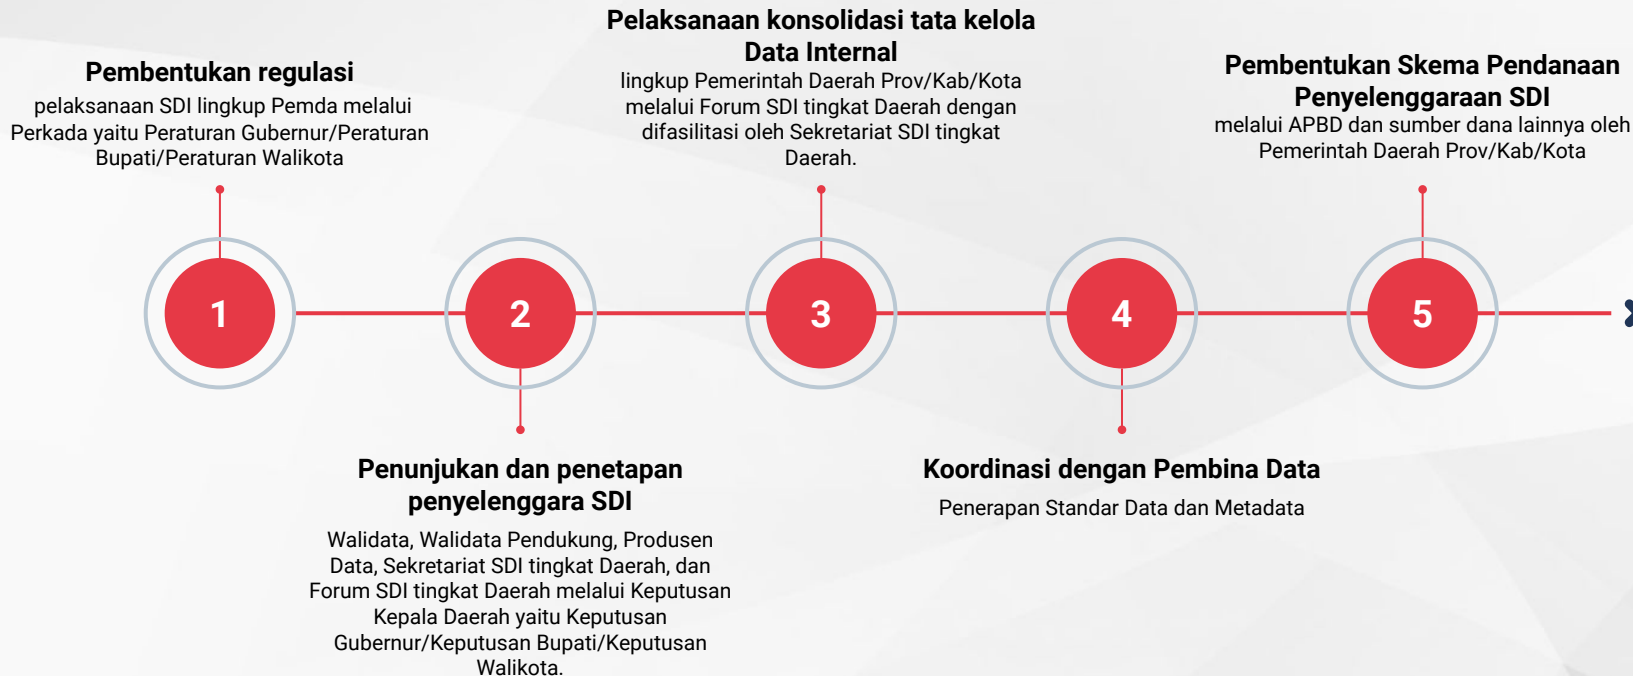 Pembentukan regulasi
pelaksanaan SDI lingkup Pemda melalui
Perkada yaitu Peraturan Gubernur/Peraturan
Bupati/Peraturan Walikota
1
2
Penunjukan dan penetapan
penyelenggara SDI
Walidata, Walidata Pendukung, Produsen
Data, Sekretariat SDI tingkat Daerah, dan
Forum SDI tingkat Daerah melalui Keputusan
Kepala Daerah yaitu Keputusan
Gubernur/Keputusan Bupati/Keputusan
Walikota.
Pelaksanaan konsolidasi tata kelola
Data Internal
lingkup Pemerintah Daerah Prov/Kab/Kota
melalui Forum SDI tingkat Daerah dengan
difasilitasi oleh Sekretariat SDI tingkat
Daerah.
3
4
Koordinasi dengan Pembina Data
Penerapan Standar Data dan Metadata
Pembentukan Skema Pendanaan
Penyelenggaraan SDI
melalui APBD dan sumber dana lainnya oleh
Pemerintah Daerah Prov/Kab/Kota
5